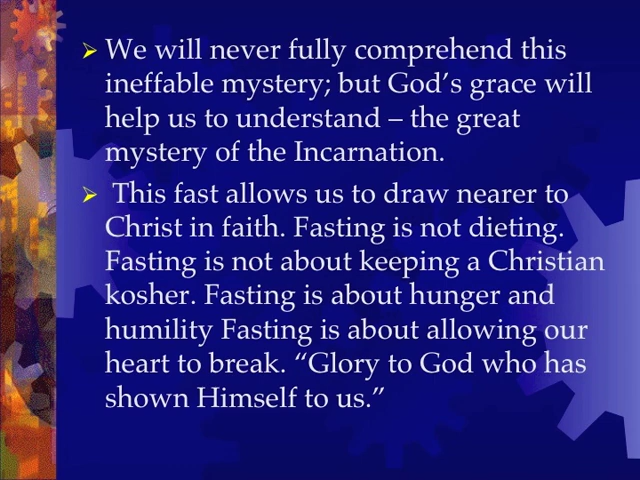 ➢ We will never fully comprehend this
ineffable mystery; but God’s grace will
help us to understand – the great
mystery of the Incarnation.
➢ This fast allows us to draw nearer to
Christ in faith. Fasting is not dieting.
Fasting is not about keeping a Christian
kosher. Fasting is about hunger and
humility Fasting is about allowing our
heart to break. “Glory to God who has
shown Himself to us.”